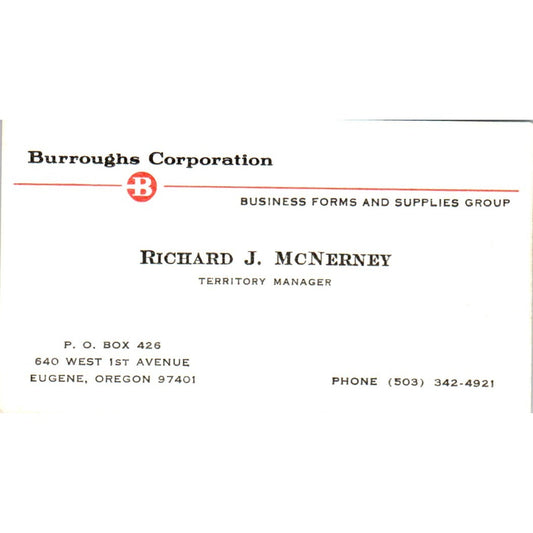 Burroughs Corporation
B
BUSINESS FORMS AND SUPPLIES GROUP
RICHARD J. MCNERNEY
TERRITORY MANAGER
P. O. BOX 426
640 WEST 1ST AVENUE
EUGENE, OREGON 97401
PHONE (503) 342-4921